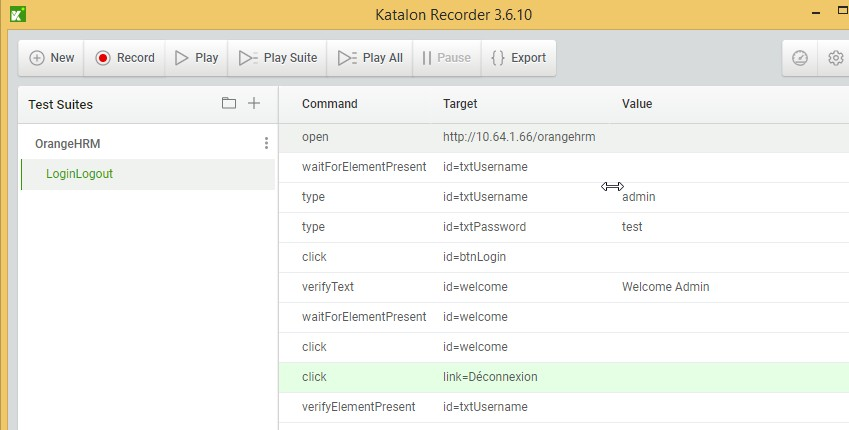 Katalon Recorder 3.6.10
New Record Play Play Suite Play All Pause Export
Test Suites
OrangeHRM
LoginLogout
Command Target Value
open http://10.64.1.66/orangehrm
waitForElementPresent id=txtUsername
type id=txtUsername admin
type id=txtPassword test
click id=btnLogin
verifyText id=welcome Welcome Admin
waitForElementPresent id=welcome
click id=welcome
click link=Déconnexion
verifyElementPresent id=txtUsername